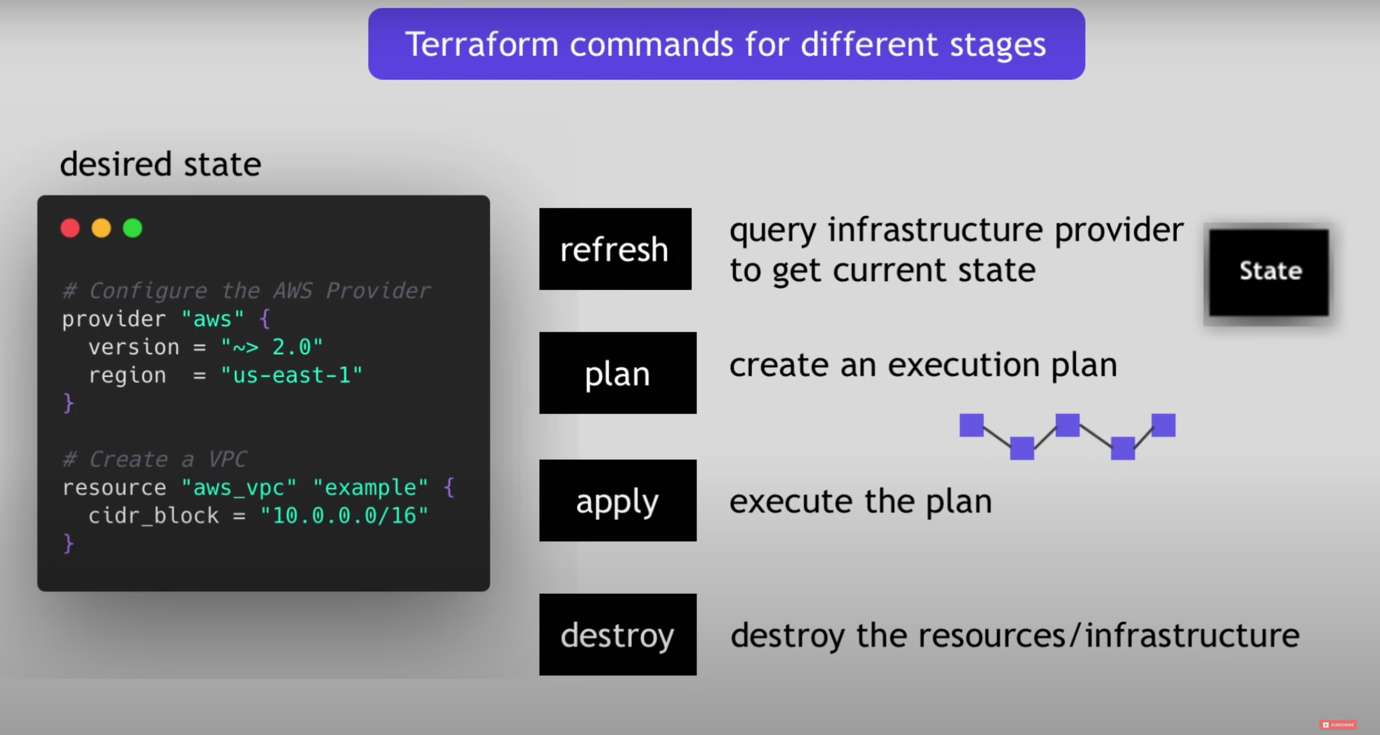 Terraform commands for different stages
desired state
# Configure the AWS Provider
provider "aws" {
  version = "~> 2.0"
  region  = "us-east-1"
}
# Create a VPC
resource "aws_vpc" "example" {
  cidr_block = "10.0.0.0/16"
}
refresh
query infrastructure provider
to get current state
State
plan
create an execution plan
apply
execute the plan
destroy
destroy the resources/infrastructure
SUBSCRIBE